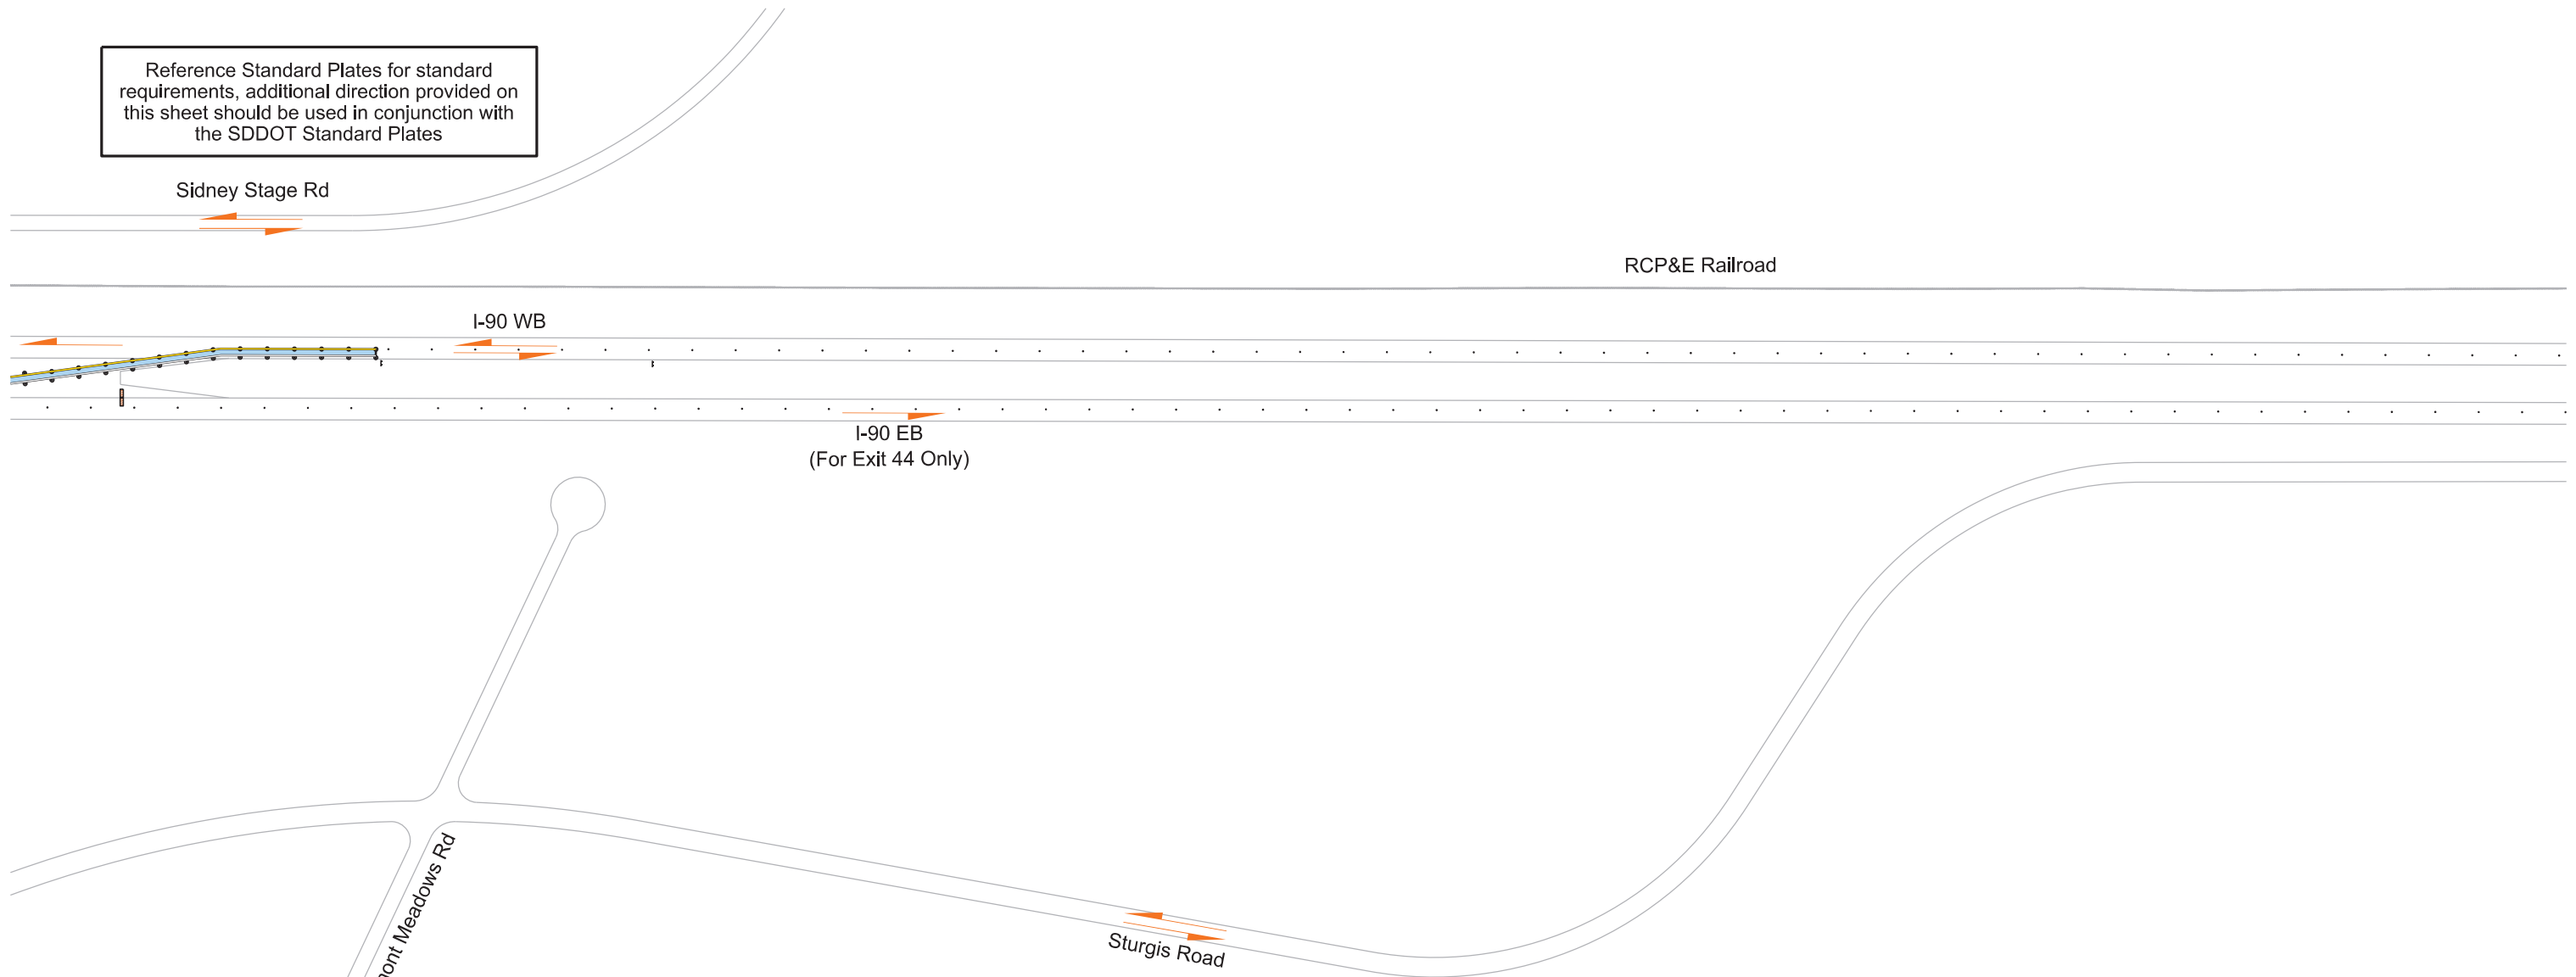 Reference Standard Plates for standard
requirements, additional direction provided on
this sheet should be used in conjunction with
the SDDOT Standard Plates
Sidney Stage Rd
RCP&E Railroad
I-90 WB
I-90 EB
(For Exit 44 Only)
Meadows Rd
Sturgis Road